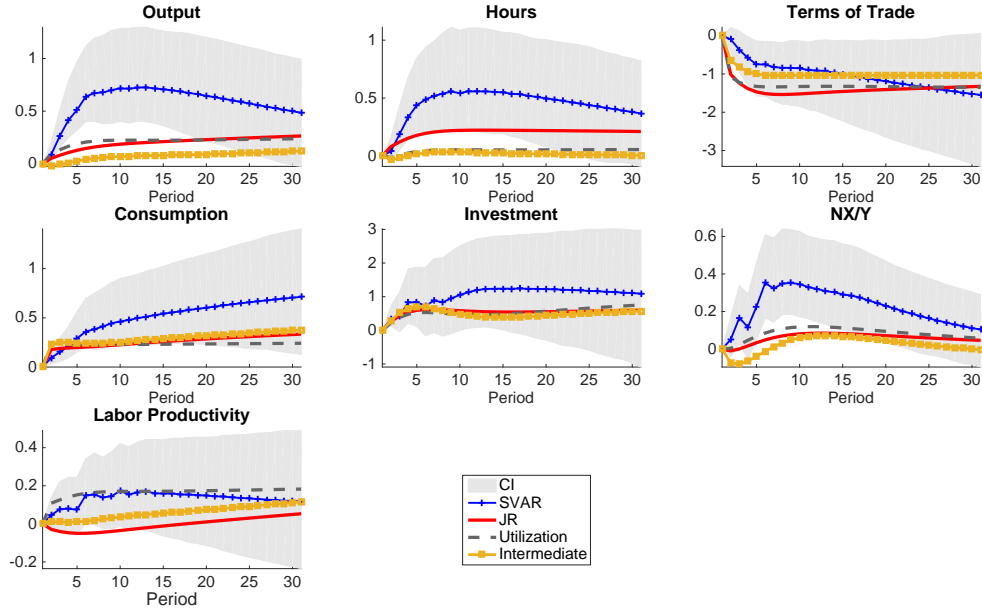 Output
1
0.5
0
5 10 15 20 25 30
Period
Hours
1
0.5
0
5 10 15 20 25 30
Period
Terms of Trade
0
-1
-2
-3
5 10 15 20 25 30
Period
Consumption
1
0.5
0
5 10 15 20 25 30
Period
Investment
3
2
1
0
-1
5 10 15 20 25 30
Period
NX/Y
0.6
0.4
0.2
0
5 10 15 20 25 30
Period
Labor Productivity
0.4
0.2
0
-0.2
5 10 15 20 25 30
Period
CI
SVAR
JR
Utilization
Intermediate